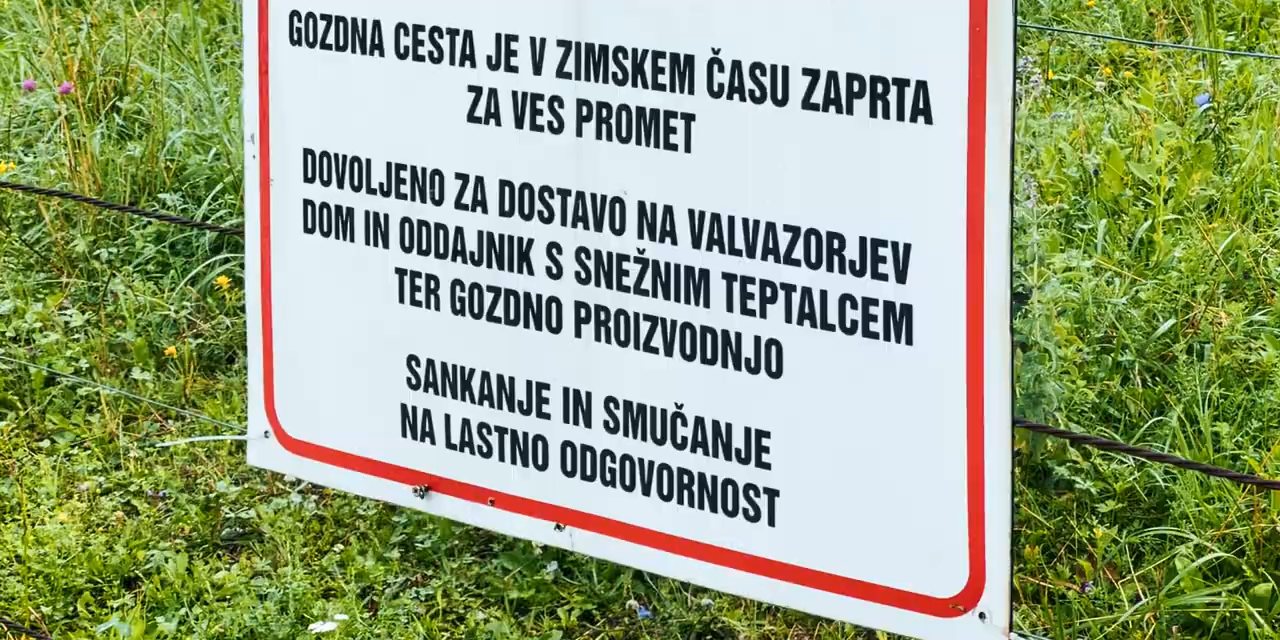 GOZDNA CESTA JE V ZIMSKEM ČASU ZAPRTA
ZA VES PROMET
DOVOLJENO ZA DOSTAVO NA VALVAZORJEV
DOM IN ODDAJNIK S SNEŽNIM TEPTALCEM
TER GOZDNO PROIZVODNJO
SANKANJE IN SMUČANJE
NA LASTNO ODGOVORNOST